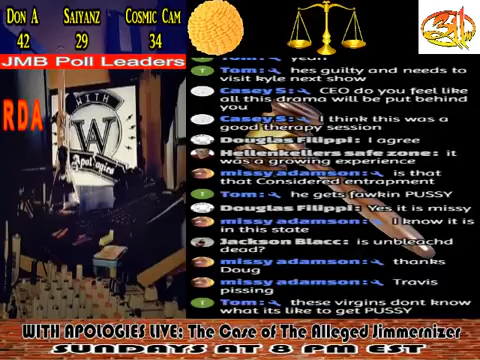 DON A SAIYANZ COSMIC CAM
42 29 34
JMB Poll Leaders
RDA
WITH
W
Apologies
Tom: yeah
Tom: hes guilty and needs to
visit kyle next show
Casey S: CEO do you feel like
all this drama will be put behind
you
Casey S: I think this was a
good therapy session
Douglas Filippi: I agree
Hellenkellers safe zone: it
was a growing experience
missy adamson: is that
that Considered entrapment
Tom: he gets fawkin PUSSY
Douglas Filippi: Yes it is missy
missy adamson: I know it is
in this state
Jackson Blacc: is unbleachd
dead?
missy adamson: thanks
Doug
missy adamson: Travis
pissing
Tom: these virgins dont know
what its like to get PUSSY
WITH APOLOGIES LIVE: The Case of The Alleged Jimmernizer
SUNDAYS AT 8 PM EST